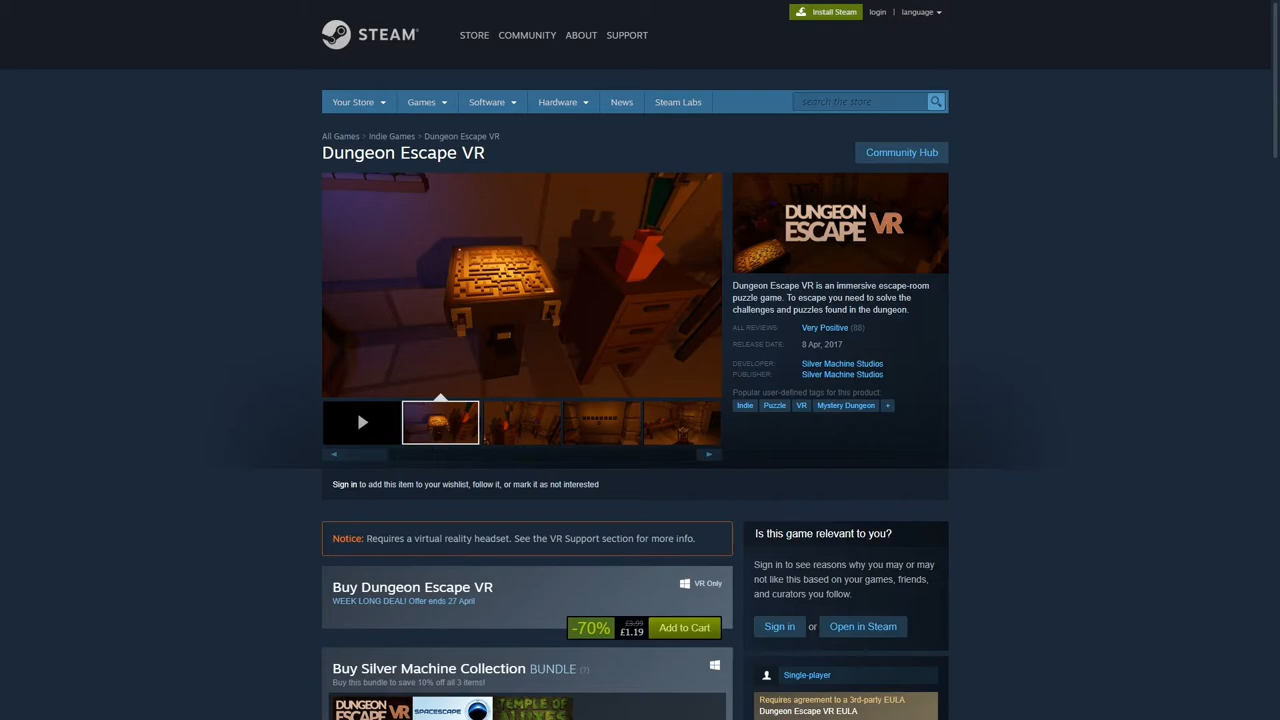 Install Steam
login | language
STEAM®
STORE COMMUNITY ABOUT SUPPORT
Your Store Games Software Hardware News Steam Labs
search the store
All Games > Indie Games > Dungeon Escape VR
Dungeon Escape VR
Community Hub
DUNGEON
ESCAPE VR
Dungeon Escape VR is an immersive escape-room
puzzle game. To escape you need to solve the
challenges and puzzles found in the dungeon.
ALL REVIEWS: Very Positive (88)
RELEASE DATE: 8 Apr, 2017
DEVELOPER: Silver Machine Studios
PUBLISHER: Silver Machine Studios
Popular user-defined tags for this product:
Indie Puzzle VR Mystery Dungeon +
Sign in to add this item to your wishlist, follow it, or mark it as not interested
Notice: Requires a virtual reality headset. See the VR Support section for more info.
Buy Dungeon Escape VR
VR Only
WEEK LONG DEAL! Offer ends 27 April
-70% £3.99 £1.19 Add to Cart
Is this game relevant to you?
Sign in to see reasons why you may or may
not like this based on your games, friends,
and curators you follow.
Sign in or Open in Steam
Buy Silver Machine Collection BUNDLE (?)
Buy this bundle to save 10% off all 3 items!
DUNGEON
ESCAPE VR
SPACESCAPE
TEMPLE OF
Single-player
Requires agreement to a 3rd-party EULA
Dungeon Escape VR EULA